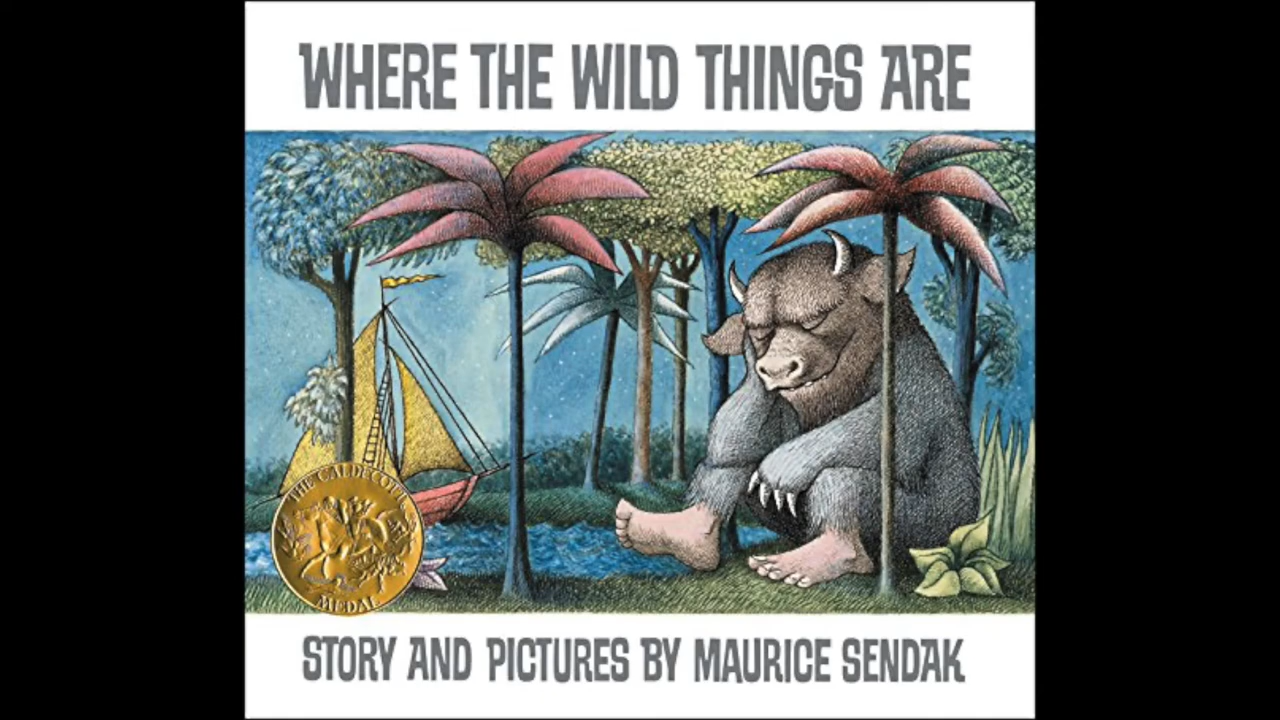 WHERE THE WILD THINGS ARE
THE CALDECOTT
MEDAL
STORY AND PICTURES BY MAURICE SENDAK